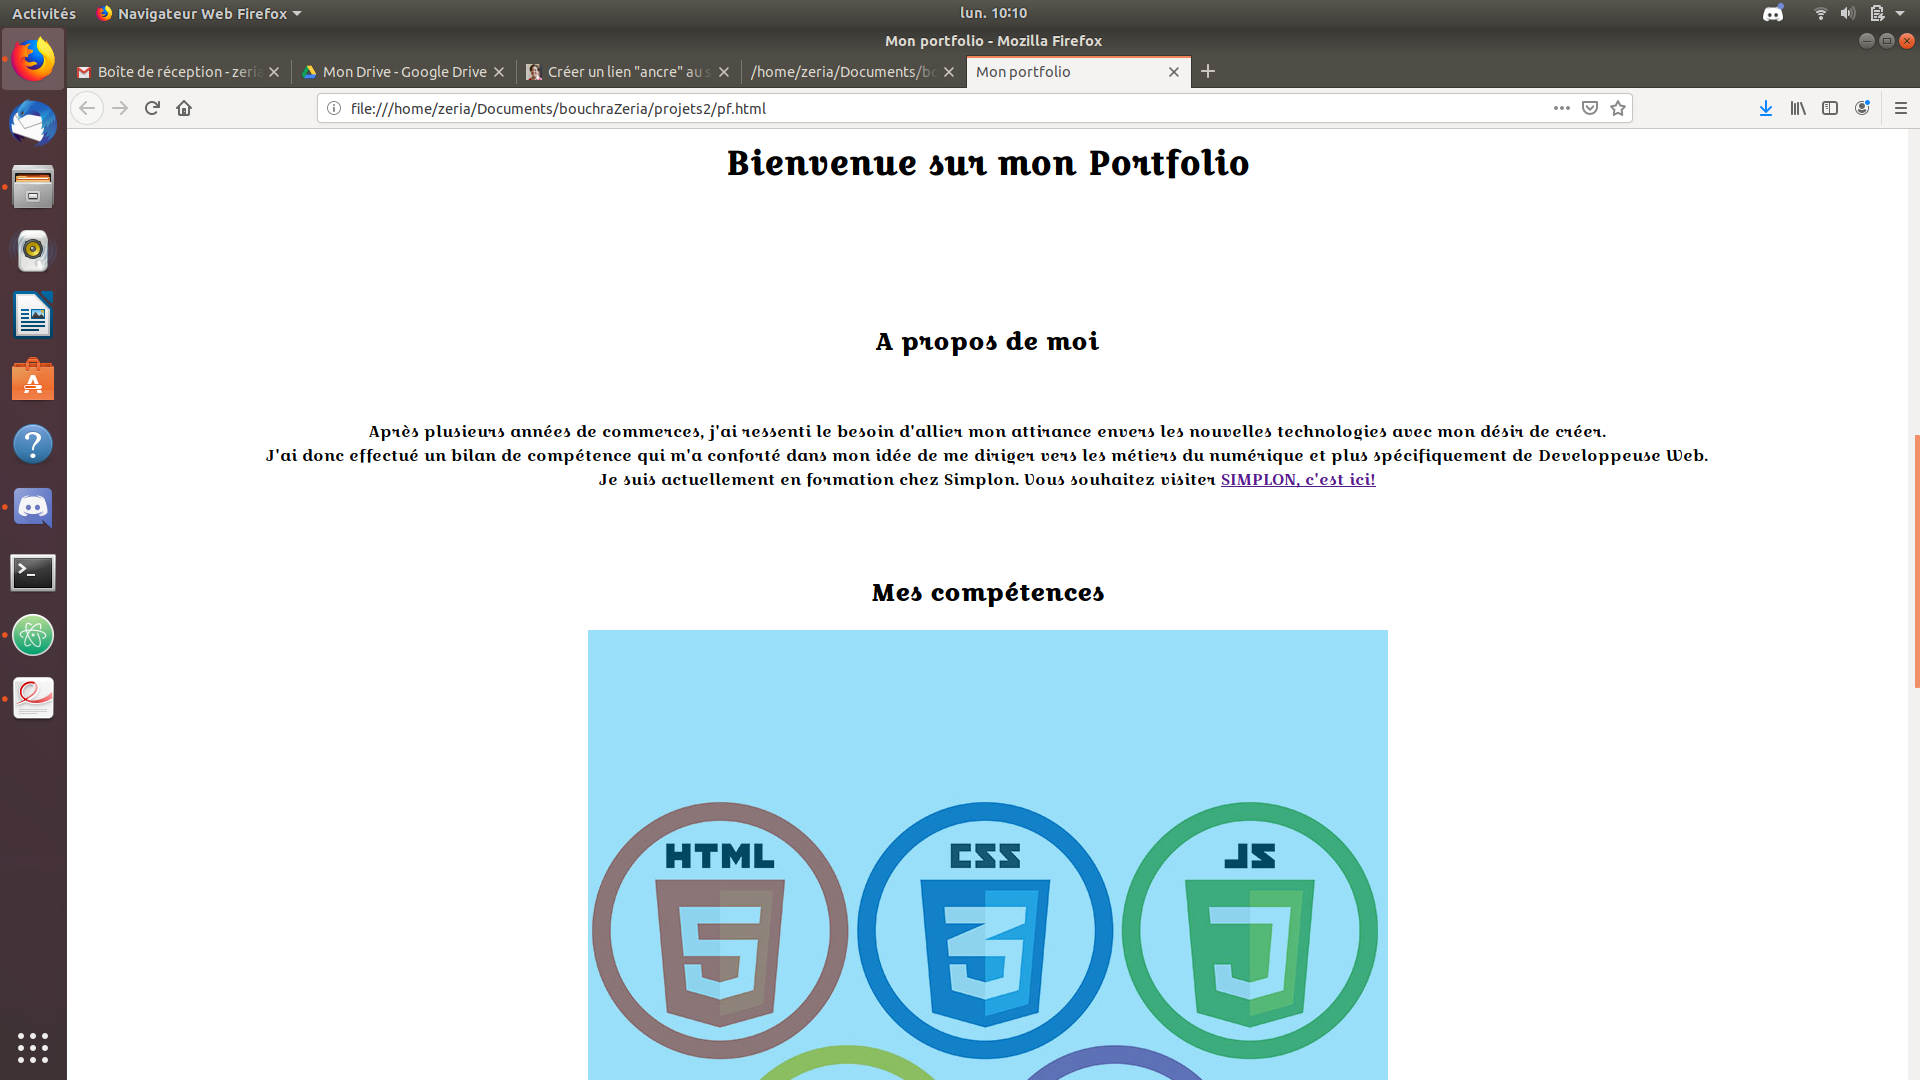 Activités Navigateur Web Firefox lun. 10:10
Mon portfolio - Mozilla Firefox
Boîte de réception - zeria Mon Drive - Google Drive Créer un lien "ancre" au s /home/zeria/Documents/bo Mon portfolio
file:///home/zeria/Documents/bouchraZeria/projets2/pf.html
Bienvenue sur mon Portfolio
A propos de moi
Après plusieurs années de commerces, j'ai ressenti le besoin d'allier mon attirance envers les nouvelles technologies avec mon désir de créer.
J'ai donc effectué un bilan de compétence qui m'a conforté dans mon idée de me diriger vers les métiers du numérique et plus spécifiquement de Developpeuse Web.
Je suis actuellement en formation chez Simplon. Vous souhaitez visiter SIMPLON, c'est ici!
Mes compétences
HTML CSS JS
5 3 J